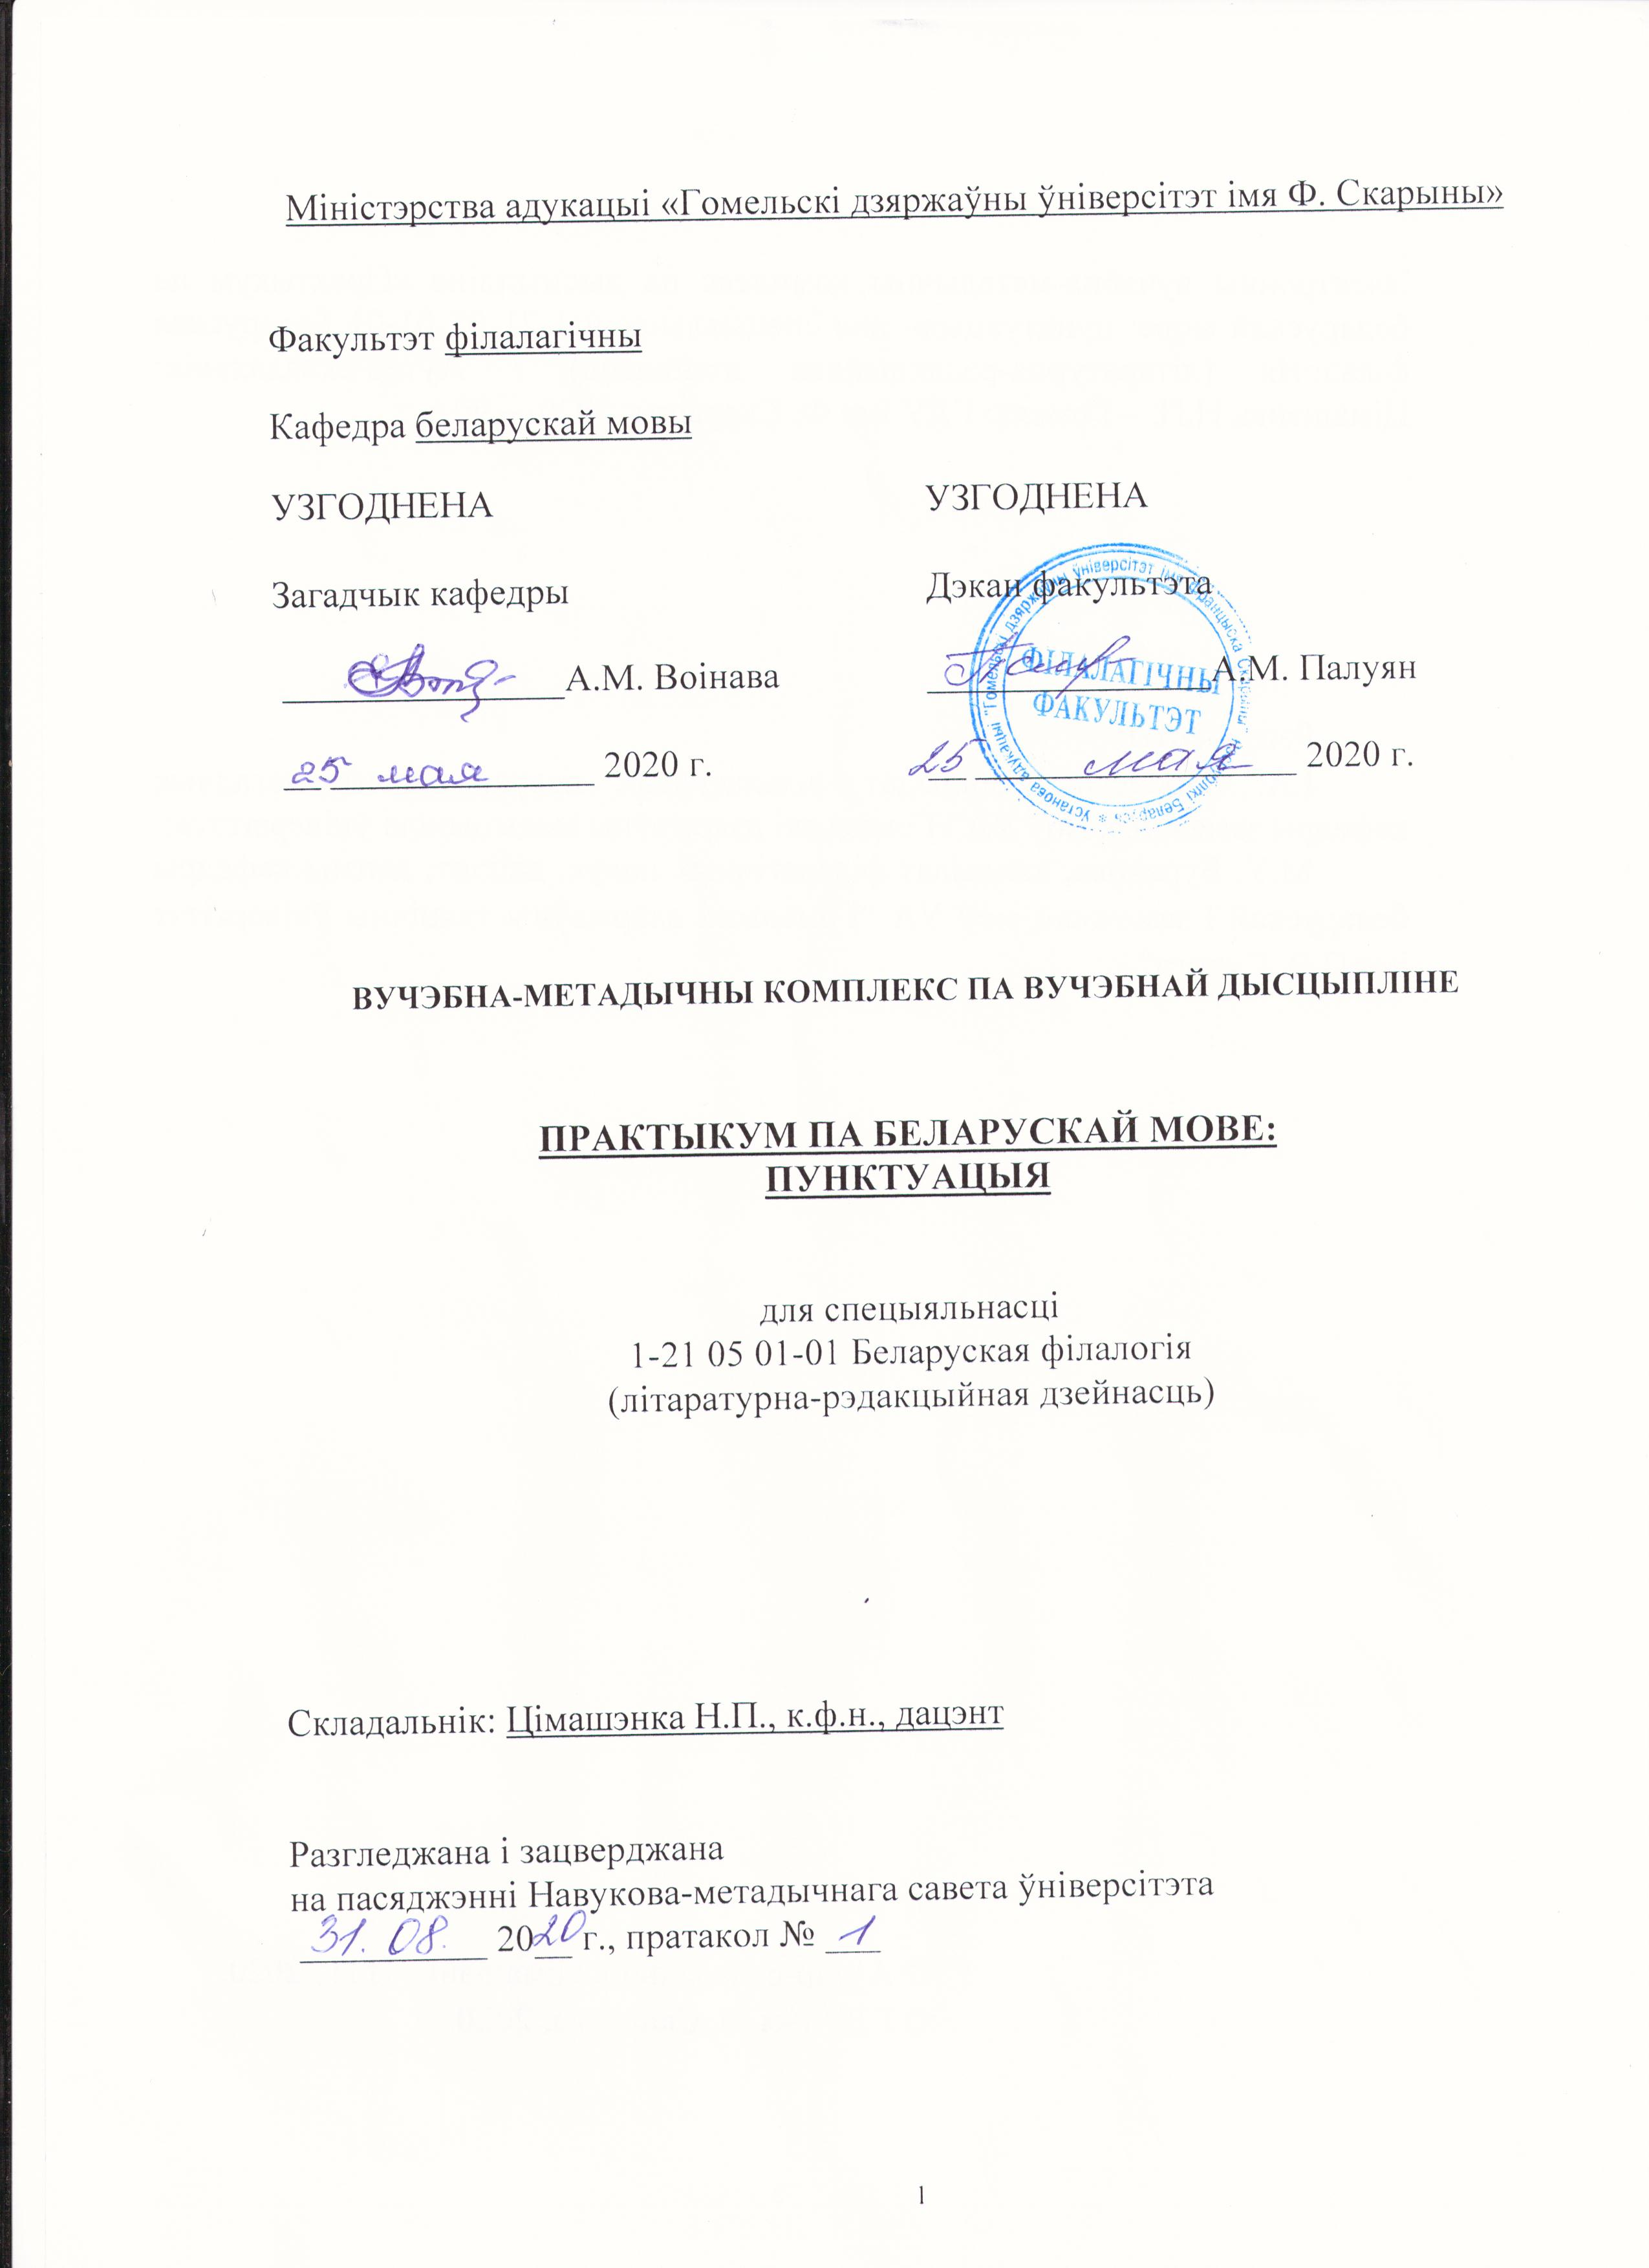 Міністэрства адукацыі «Гомельскі дзяржаўны ўніверсітэт імя Ф. Скарыны»
Факультэт філалагічны
Кафедра беларускай мовы
УЗГОДНЕНА
Загадчык кафедры
А.М. Воінава
25 мая 2020 г.
УЗГОДНЕНА
Дэкан факультэта
А.М. Палуян
25 мая 2020 г.
ФІЛАЛАГІЧНЫ
ФАКУЛЬТЭТ
ВУЧЭБНА-МЕТАДЫЧНЫ КОМПЛЕКС ПА ВУЧЭБНАЙ ДЫСЦЫПЛІНЕ
ПРАКТЫКУМ ПА БЕЛАРУСКАЙ МОВЕ:
ПУНКТУАЦЫЯ
для спецыяльнасці
1-21 05 01-01 Беларуская філалогія
(літаратурна-рэдакцыйная дзейнасць)
Складальнік: Цімашэнка Н.П., к.ф.н., дацэнт
Разгледжана і зацверджана
на пасяджэнні Навукова-метадычнага савета ўніверсітэта
31. 08. 2020 г., пратакол № 1
1